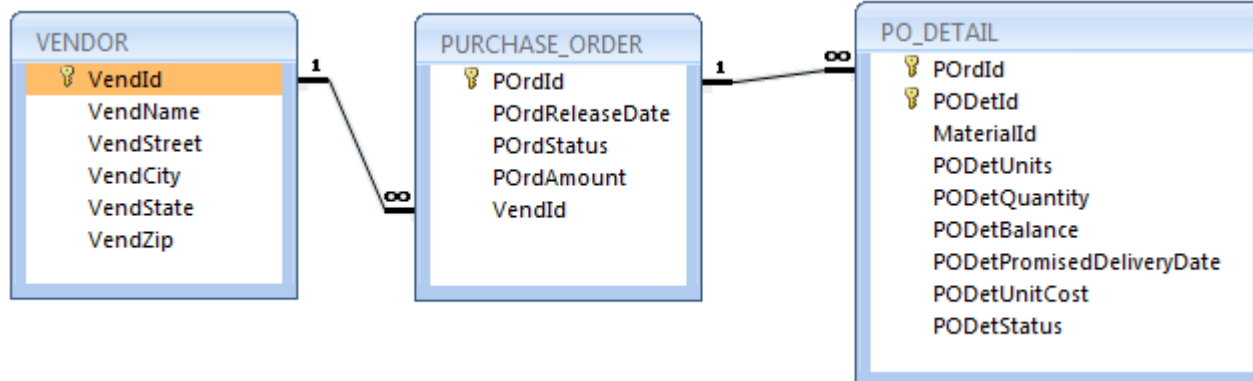 VENDOR
VendId
VendName
VendStreet
VendCity
VendState
VendZip
1
∞
PURCHASE_ORDER
POrdId
POrdReleaseDate
POrdStatus
POrdAmount
VendId
1
∞
PO_DETAIL
POrdId
PODetId
MaterialId
PODetUnits
PODetQuantity
PODetBalance
PODetPromisedDeliveryDate
PODetUnitCost
PODetStatus